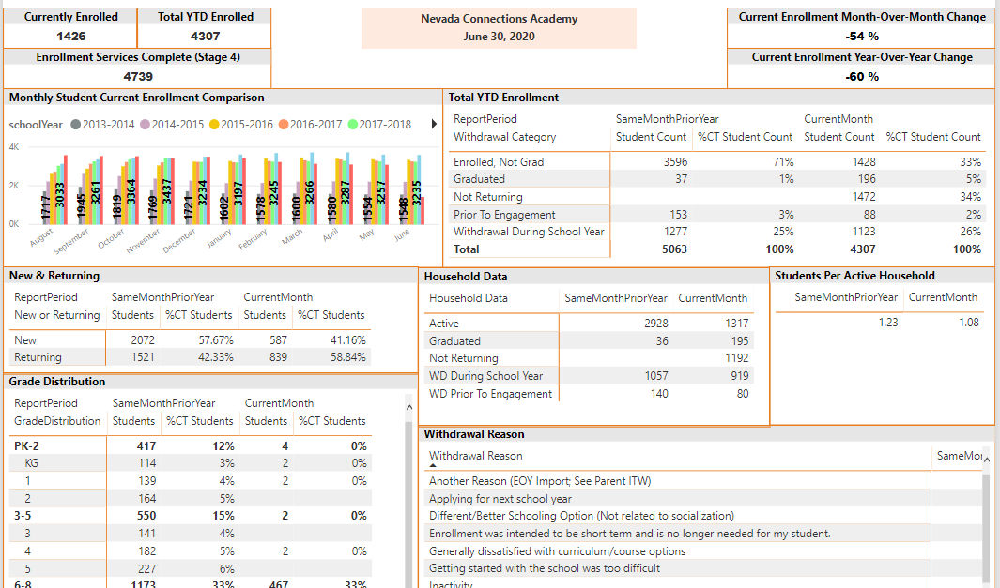 Currently Enrolled
1426
Total YTD Enrolled
4307
Enrollment Services Complete (Stage 4)
4739
Nevada Connections Academy
June 30, 2020
Current Enrollment Month-Over-Month Change
-54 %
Current Enrollment Year-Over-Year Change
-60 %
Monthly Student Current Enrollment Comparison
schoolYear 2013-2014 2014-2015 2015-2016 2016-2017 2017-2018
4K
2K
0K
1717 3033 1945 3261 1819 3364 1769 3437 1721 3234 1602 3197 1578 3245 1600 3266 1580 3287 1554 3257 1548 3235
August September October November December January February March April May June
Total YTD Enrollment
ReportPeriod SameMonthPriorYear CurrentMonth
Withdrawal Category Student Count %CT Student Count Student Count %CT Student Count
Enrolled, Not Grad 3596 71% 1428 33%
Graduated 37 1% 196 5%
Not Returning 1472 34%
Prior To Engagement 153 3% 88 2%
Withdrawal During School Year 1277 25% 1123 26%
Total 5063 100% 4307 100%
New & Returning
ReportPeriod SameMonthPriorYear CurrentMonth
New or Returning Students %CT Students Students %CT Students
New 2072 57.67% 587 41.16%
Returning 1521 42.33% 839 58.84%
Household Data
Household Data SameMonthPriorYear CurrentMonth
Active 2928 1317
Graduated 36 195
Not Returning 1192
WD During School Year 1057 919
WD Prior To Engagement 140 80
Students Per Active Household
SameMonthPriorYear CurrentMonth
1.23 1.08
Grade Distribution
ReportPeriod SameMonthPriorYear CurrentMonth
GradeDistribution Students %CT Students Students %CT Students
PK-2 417 12% 4 0%
KG 114 3% 2 0%
1 139 4% 2 0%
2 164 5%
3-5 550 15% 2 0%
3 141 4%
4 182 5% 2 0%
5 227 6%
6-8 1173 33% 467 33%
Withdrawal Reason
Withdrawal Reason SameMor
Another Reason (EOY Import; See Parent ITW)
Applying for next school year
Different/Better Schooling Option (Not related to socialization)
Enrollment was intended to be short term and is no longer needed for my student.
Generally dissatisfied with curriculum/course options
Getting started with the school was too difficult
Inactivity